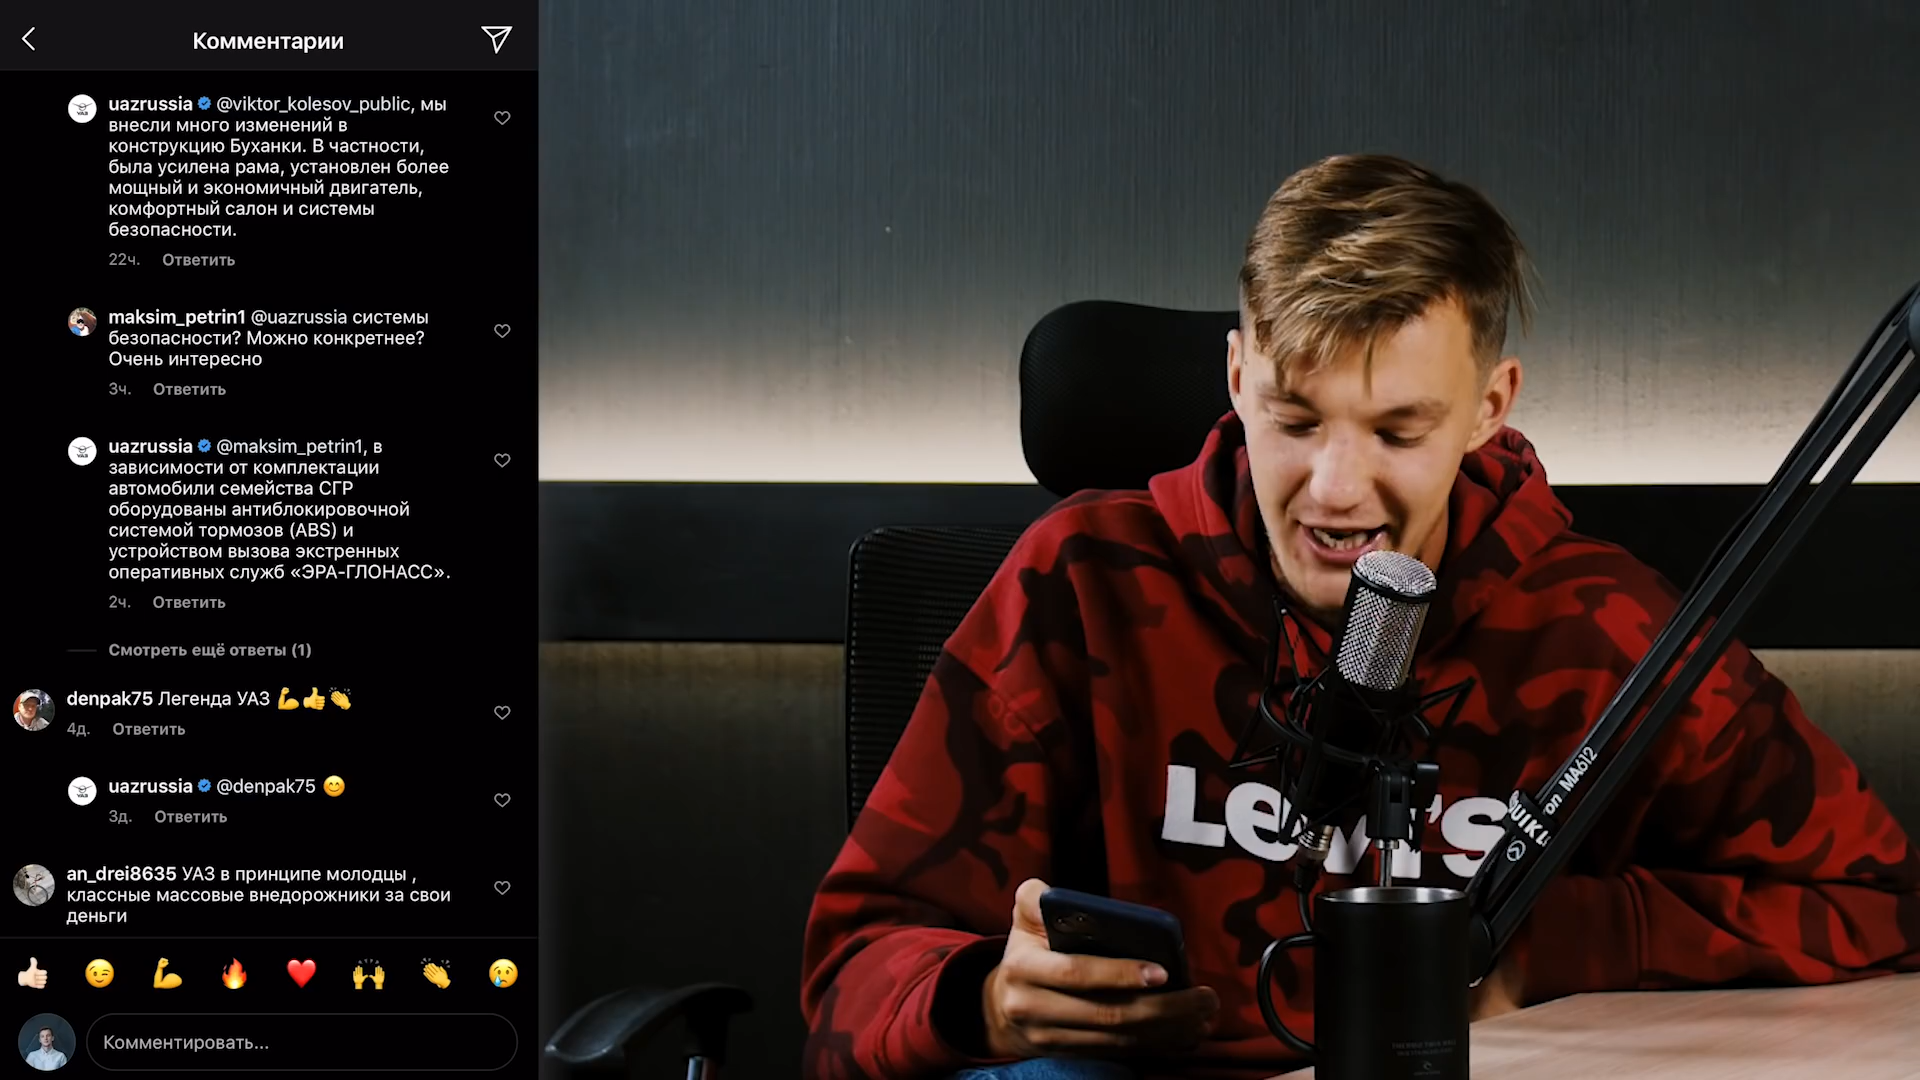 Комментарии
uazrussia @viktor_kolesov_public, мы
внесли много изменений в
конструкцию Буханки. В частности,
была усилена рама, установлен более
мощный и экономичный двигатель,
комфортный салон и системы
безопасности.
22ч. Ответить
maksim_petrin1 @uazrussia системы
безопасности? Можно конкретнее?
Очень интересно
3ч. Ответить
uazrussia @maksim_petrin1, в
зависимости от комплектации
автомобили семейства СГР
оборудованы антиблокировочной
системой тормозов (ABS) и
устройством вызова экстренных
оперативных служб «ЭРА-ГЛОНАСС».
2ч. Ответить
Смотреть ещё ответы (1)
denpak75 Легенда УАЗ 💪👍👏
4д. Ответить
uazrussia @denpak75 😊
3д. Ответить
an_drei8635 УАЗ в принципе молодцы ,
классные массовые внедорожники за свои
деньги
Комментировать...
Levi's
MA612